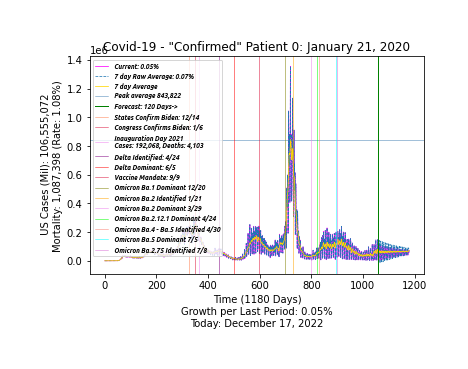 Covid-19 - "Confirmed" Patient 0: January 21, 2020
1e6
1.4
1.2
1.0
0.8
0.6
0.4
0.2
0.0
US Cases (Mil): 106,555,072
Mortality: 1,087,398 (Rate: 1.08%)
Current: 0.05%
7 day Raw Average: 0.07%
7 day Average
Peak average 843,822
Forecast: 120 Days->
States Confirm Biden: 12/14
Congress Confirms Biden: 1/6
Inauguration Day 2021
Cases: 192,068, Deaths: 4,103
Delta Identified: 4/24
Delta Dominant: 6/5
Vaccine Mandate: 9/9
Omicron Ba.1 Dominant 12/20
Omicron Ba.2 Identified 1/21
Omicron Ba.2 Dominant 3/29
Omicron Ba.2.12.1 Dominant 4/24
Omicron Ba.4 - Ba.5 Identified 4/30
Omicron Ba.5 Dominant 7/5
Omicron Ba.2.75 Identified 7/8
0 200 400 600 800 1000 1200
Time (1180 Days)
Growth per Last Period: 0.05%
Today: December 17, 2022